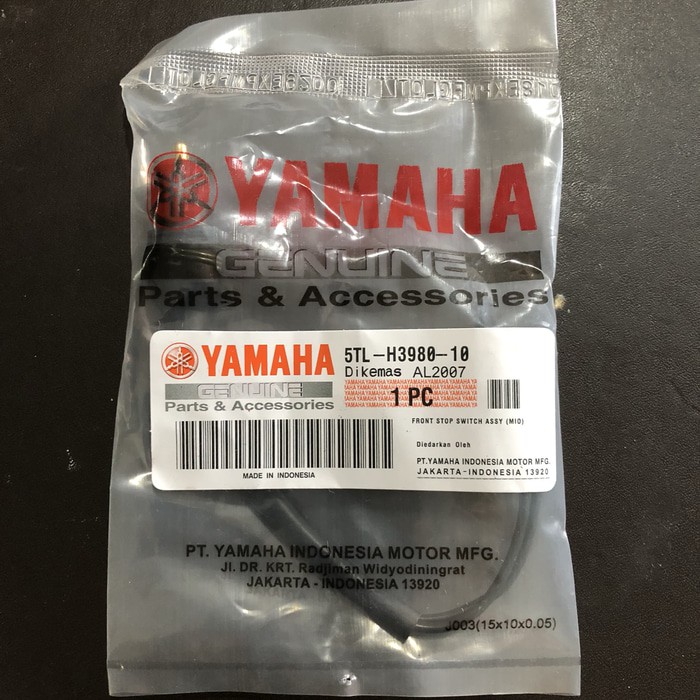 YAMAHA
GENUINE
Parts & Accessories
YAMAHA
GENUINE
Parts & Accessories
MADE IN INDONESIA
5TL-H3980-10
Dikemas AL2007
1 PC
FRONT STOP SWITCH ASSY (MIO)
Diedarkan Oleh
PT.YAMAHA INDONESIA MOTOR MFG.
JAKARTA-INDONESIA 13920
PT. YAMAHA INDONESIA MOTOR MFG.
Jl. DR. KRT. Radjiman Widyodiningrat
JAKARTA - INDONESIA 13920
J003(15x10x0.05)